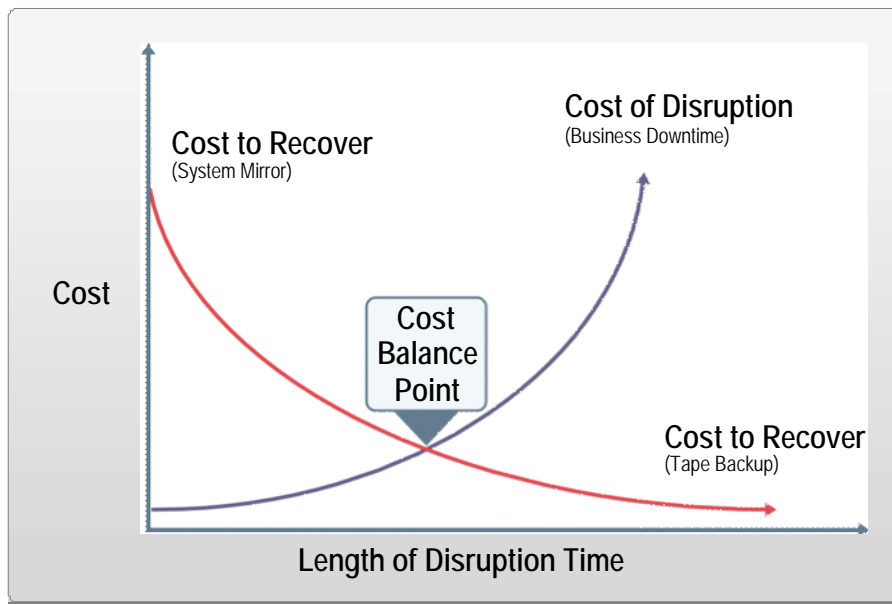 Cost of Disruption
(Business Downtime)
Cost to Recover
(System Mirror)
Cost
Cost
Balance
Point
Cost to Recover
(Tape Backup)
Length of Disruption Time